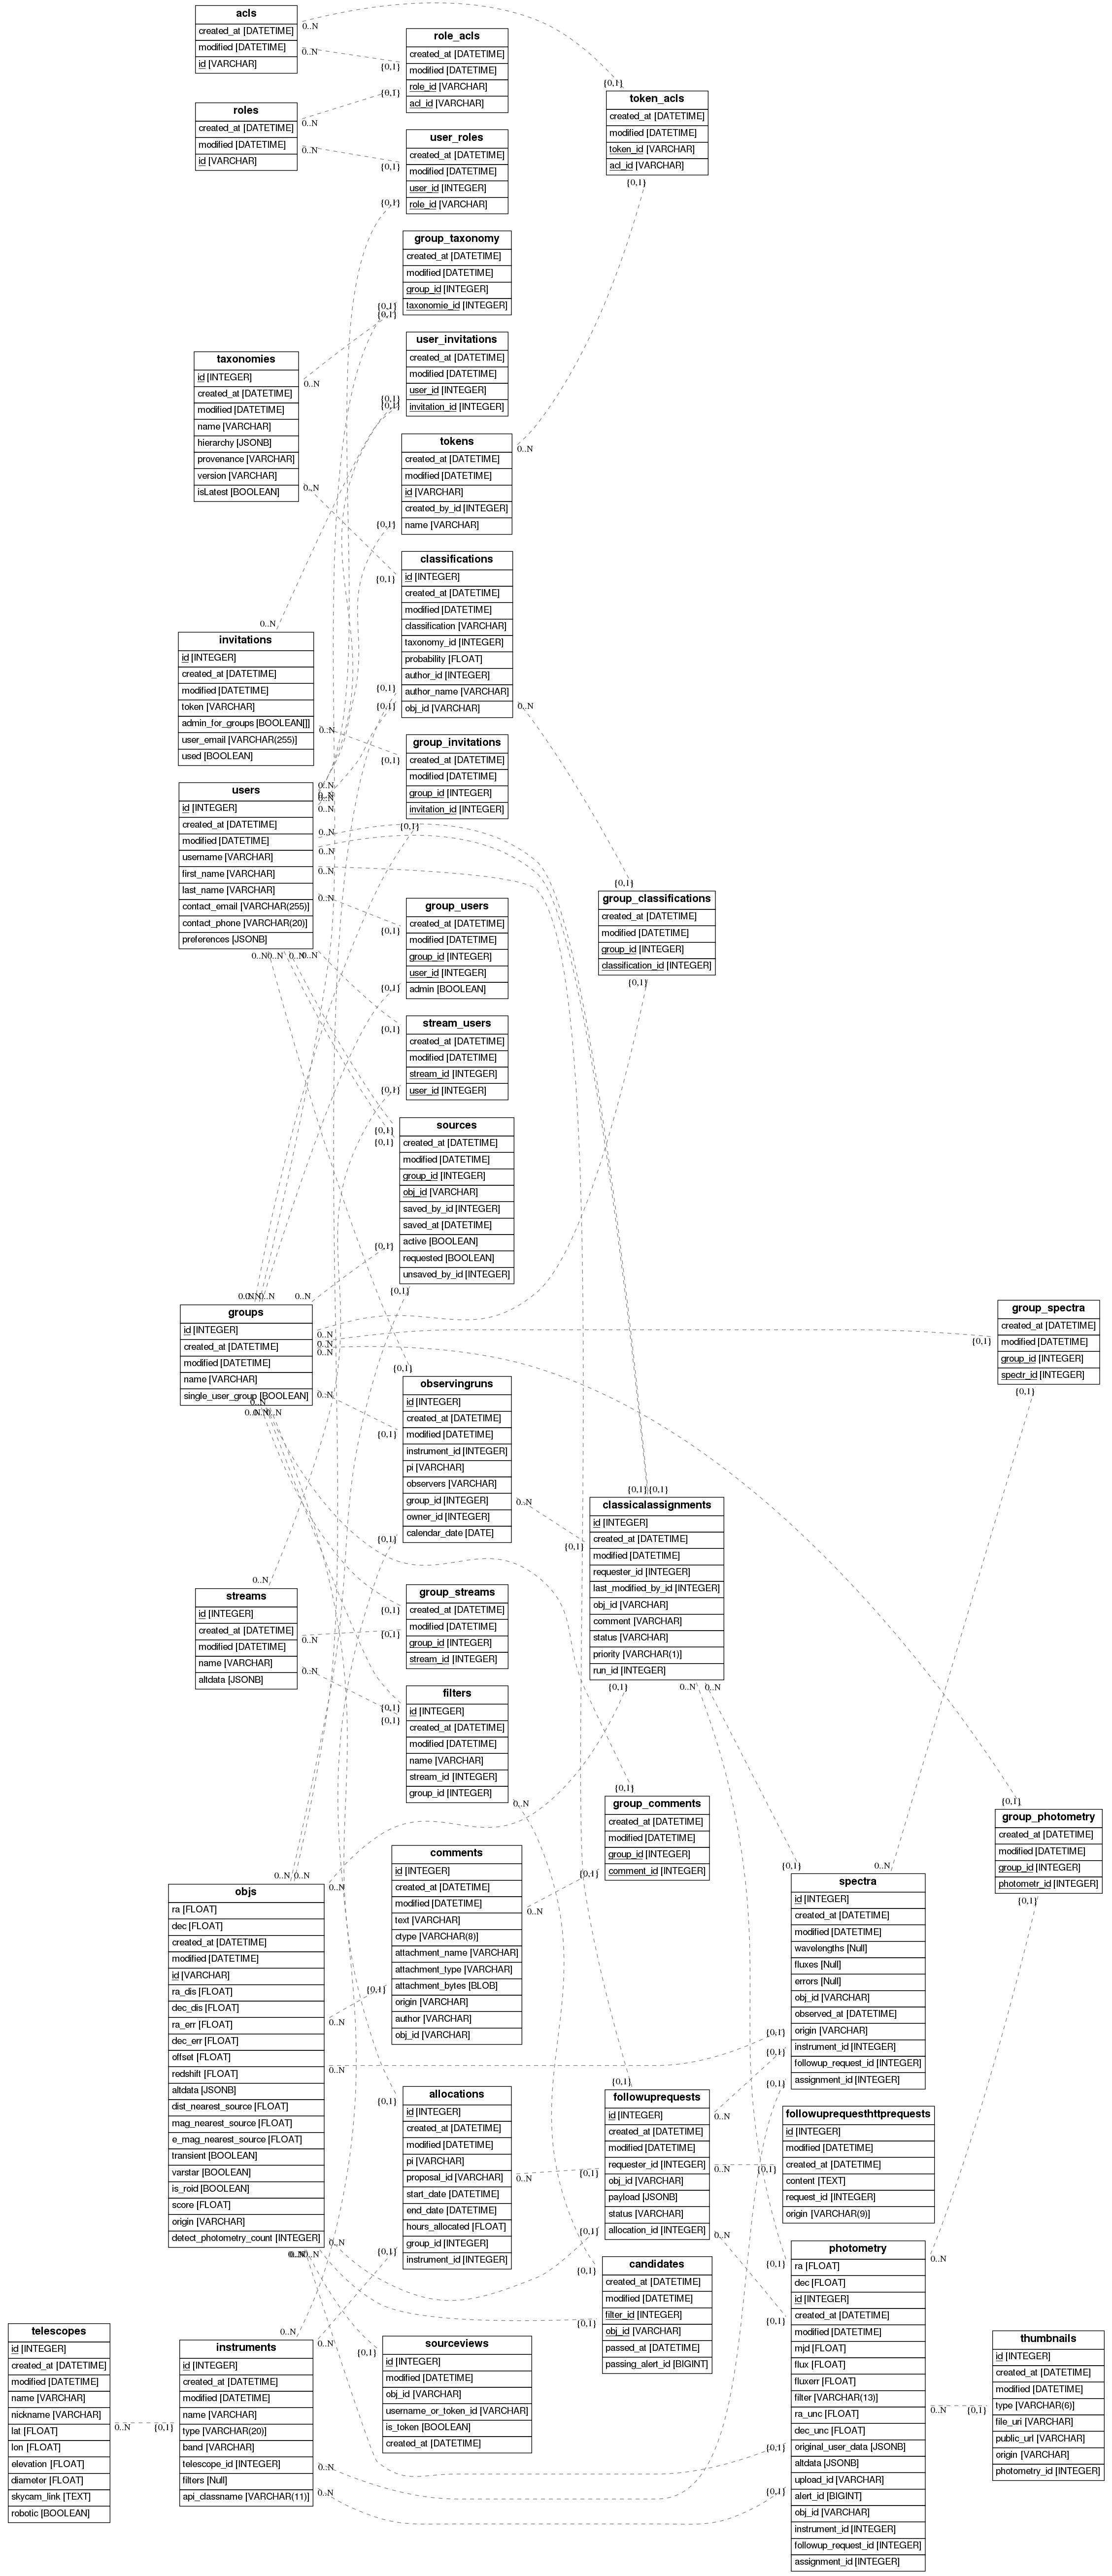 acls
created_at [DATETIME]
modified [DATETIME]
id [VARCHAR]
roles
created_at [DATETIME]
modified [DATETIME]
id [VARCHAR]
role_acls
created_at [DATETIME]
modified [DATETIME]
role_id [VARCHAR]
acl_id [VARCHAR]
user_roles
created_at [DATETIME]
modified [DATETIME]
user_id [INTEGER]
role_id [VARCHAR]
token_acls
created_at [DATETIME]
modified [DATETIME]
token_id [VARCHAR]
acl_id [VARCHAR]
group_taxonomy
created_at [DATETIME]
modified [DATETIME]
group_id [INTEGER]
taxonomie_id [INTEGER]
user_invitations
created_at [DATETIME]
modified [DATETIME]
user_id [INTEGER]
invitation_id [INTEGER]
taxonomies
id [INTEGER]
created_at [DATETIME]
modified [DATETIME]
name [VARCHAR]
hierarchy [JSONB]
provenance [VARCHAR]
version [VARCHAR]
isLatest [BOOLEAN]
tokens
created_at [DATETIME]
modified [DATETIME]
id [VARCHAR]
created_by_id [INTEGER]
name [VARCHAR]
classifications
id [INTEGER]
created_at [DATETIME]
modified [DATETIME]
classification [VARCHAR]
taxonomy_id [INTEGER]
probability [FLOAT]
author_id [INTEGER]
author_name [VARCHAR]
obj_id [VARCHAR]
invitations
id [INTEGER]
created_at [DATETIME]
modified [DATETIME]
token [VARCHAR]
admin_for_groups [BOOLEAN[]]
user_email [VARCHAR(255)]
used [BOOLEAN]
group_invitations
created_at [DATETIME]
modified [DATETIME]
group_id [INTEGER]
invitation_id [INTEGER]
users
id [INTEGER]
created_at [DATETIME]
modified [DATETIME]
username [VARCHAR]
first_name [VARCHAR]
last_name [VARCHAR]
contact_email [VARCHAR(255)]
contact_phone [VARCHAR(20)]
preferences [JSONB]
group_users
created_at [DATETIME]
modified [DATETIME]
group_id [INTEGER]
user_id [INTEGER]
admin [BOOLEAN]
group_classifications
created_at [DATETIME]
modified [DATETIME]
group_id [INTEGER]
classification_id [INTEGER]
stream_users
created_at [DATETIME]
modified [DATETIME]
stream_id [INTEGER]
user_id [INTEGER]
sources
created_at [DATETIME]
modified [DATETIME]
group_id [INTEGER]
obj_id [VARCHAR]
saved_by_id [INTEGER]
saved_at [DATETIME]
active [BOOLEAN]
requested [BOOLEAN]
unsaved_by_id [INTEGER]
groups
id [INTEGER]
created_at [DATETIME]
modified [DATETIME]
name [VARCHAR]
single_user_group [BOOLEAN]
group_spectra
created_at [DATETIME]
modified [DATETIME]
group_id [INTEGER]
spectr_id [INTEGER]
observingruns
id [INTEGER]
created_at [DATETIME]
modified [DATETIME]
instrument_id [INTEGER]
pi [VARCHAR]
observers [VARCHAR]
group_id [INTEGER]
owner_id [INTEGER]
calendar_date [DATE]
classicalassignments
id [INTEGER]
created_at [DATETIME]
modified [DATETIME]
requester_id [INTEGER]
last_modified_by_id [INTEGER]
obj_id [VARCHAR]
comment [VARCHAR]
status [VARCHAR]
priority [VARCHAR(1)]
run_id [INTEGER]
streams
id [INTEGER]
created_at [DATETIME]
modified [DATETIME]
name [VARCHAR]
altdata [JSONB]
group_streams
created_at [DATETIME]
modified [DATETIME]
group_id [INTEGER]
stream_id [INTEGER]
filters
id [INTEGER]
created_at [DATETIME]
modified [DATETIME]
name [VARCHAR]
stream_id [INTEGER]
group_id [INTEGER]
group_comments
created_at [DATETIME]
modified [DATETIME]
group_id [INTEGER]
comment_id [INTEGER]
group_photometry
created_at [DATETIME]
modified [DATETIME]
group_id [INTEGER]
photometr_id [INTEGER]
comments
id [INTEGER]
created_at [DATETIME]
modified [DATETIME]
text [VARCHAR]
ctype [VARCHAR(8)]
attachment_name [VARCHAR]
attachment_type [VARCHAR]
attachment_bytes [BLOB]
origin [VARCHAR]
author [VARCHAR]
obj_id [VARCHAR]
spectra
id [INTEGER]
created_at [DATETIME]
modified [DATETIME]
wavelengths [Null]
fluxes [Null]
errors [Null]
obj_id [VARCHAR]
observed_at [DATETIME]
origin [VARCHAR]
instrument_id [INTEGER]
followup_request_id [INTEGER]
assignment_id [INTEGER]
objs
ra [FLOAT]
dec [FLOAT]
created_at [DATETIME]
modified [DATETIME]
id [VARCHAR]
ra_dis [FLOAT]
dec_dis [FLOAT]
ra_err [FLOAT]
dec_err [FLOAT]
offset [FLOAT]
redshift [FLOAT]
altdata [JSONB]
dist_nearest_source [FLOAT]
mag_nearest_source [FLOAT]
e_mag_nearest_source [FLOAT]
transient [BOOLEAN]
varstar [BOOLEAN]
is_roid [BOOLEAN]
score [FLOAT]
origin [VARCHAR]
detect_photometry_count [INTEGER]
allocations
id [INTEGER]
created_at [DATETIME]
modified [DATETIME]
pi [VARCHAR]
proposal_id [VARCHAR]
start_date [DATETIME]
end_date [DATETIME]
hours_allocated [FLOAT]
group_id [INTEGER]
instrument_id [INTEGER]
followuprequests
id [INTEGER]
created_at [DATETIME]
modified [DATETIME]
requester_id [INTEGER]
obj_id [VARCHAR]
payload [JSONB]
status [VARCHAR]
allocation_id [INTEGER]
followuprequesthttprequests
id [INTEGER]
modified [DATETIME]
created_at [DATETIME]
content [TEXT]
request_id [INTEGER]
origin [VARCHAR(9)]
candidates
created_at [DATETIME]
modified [DATETIME]
filter_id [INTEGER]
obj_id [VARCHAR]
passed_at [DATETIME]
passing_alert_id [BIGINT]
photometry
ra [FLOAT]
dec [FLOAT]
id [INTEGER]
created_at [DATETIME]
modified [DATETIME]
mjd [FLOAT]
flux [FLOAT]
fluxerr [FLOAT]
filter [VARCHAR(13)]
ra_unc [FLOAT]
dec_unc [FLOAT]
original_user_data [JSONB]
altdata [JSONB]
upload_id [VARCHAR]
alert_id [BIGINT]
obj_id [VARCHAR]
instrument_id [INTEGER]
followup_request_id [INTEGER]
assignment_id [INTEGER]
telescopes
id [INTEGER]
created_at [DATETIME]
modified [DATETIME]
name [VARCHAR]
nickname [VARCHAR]
lat [FLOAT]
lon [FLOAT]
elevation [FLOAT]
diameter [FLOAT]
skycam_link [TEXT]
robotic [BOOLEAN]
0..N
{0,1}
instruments
id [INTEGER]
created_at [DATETIME]
modified [DATETIME]
name [VARCHAR]
type [VARCHAR(20)]
band [VARCHAR]
telescope_id [INTEGER]
filters [Null]
api_classname [VARCHAR(11)]
sourceviews
id [INTEGER]
modified [DATETIME]
obj_id [VARCHAR]
username_or_token_id [VARCHAR]
is_token [BOOLEAN]
created_at [DATETIME]
thumbnails
id [INTEGER]
created_at [DATETIME]
modified [DATETIME]
type [VARCHAR(6)]
file_uri [VARCHAR]
public_url [VARCHAR]
origin [VARCHAR]
photometry_id [INTEGER]